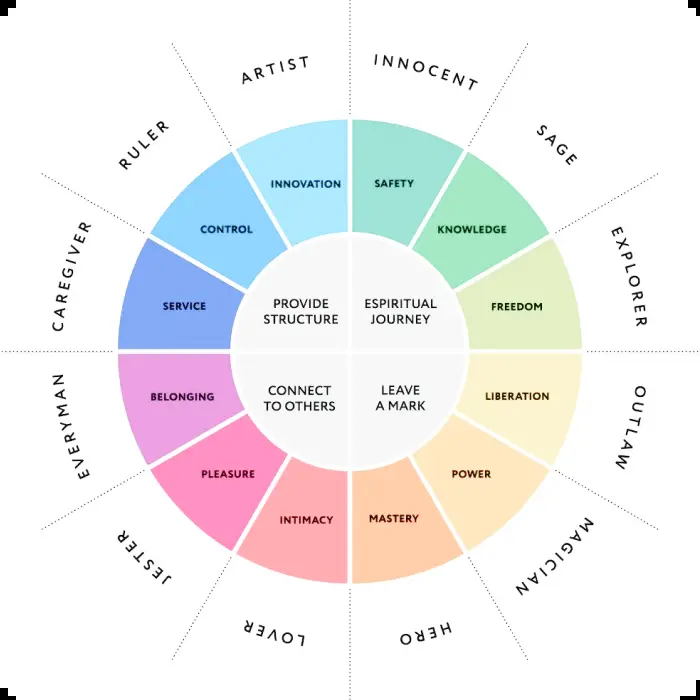 ARTIST
INNOCENT
SAGE
EXPLORER
OUTLAW
MAGICIAN
HERO
LOVER
JESTER
EVERYMAN
CAREGIVER
RULER
INNOVATION
SAFETY
KNOWLEDGE
FREEDOM
LIBERATION
POWER
MASTERY
INTIMACY
PLEASURE
BELONGING
SERVICE
CONTROL
PROVIDE
STRUCTURE
ESPIRITUAL
JOURNEY
CONNECT
TO OTHERS
LEAVE
A MARK